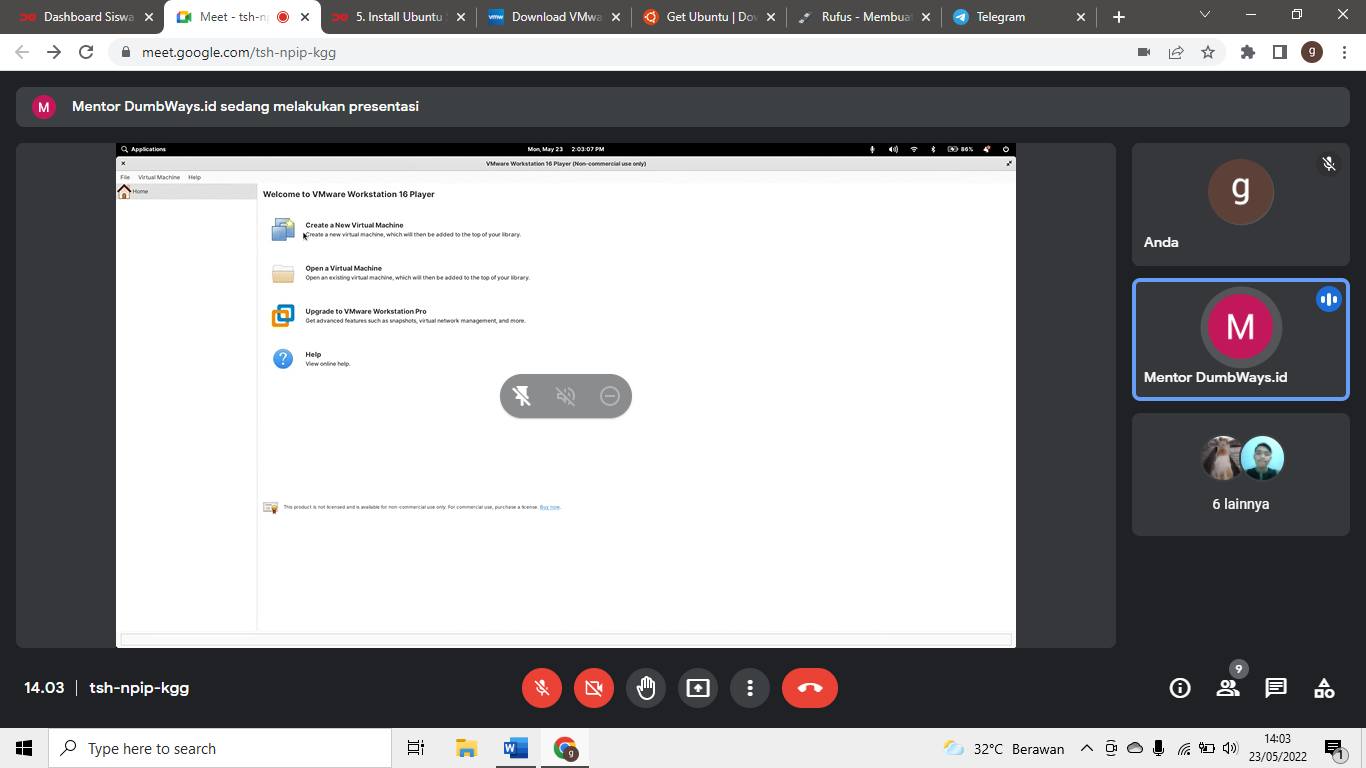 Dashboard Siswa
Meet - tsh-np
5. Install Ubuntu
Download VMwa
Get Ubuntu | Dow
Rufus - Membuat
Telegram
meet.google.com/tsh-npip-kgg
g
M
Mentor DumbWays.id sedang melakukan presentasi
Applications
Mon, May 23 2:03:07 PM
86%
VMware Workstation 16 Player (Non-commercial use only)
File Virtual Machine Help
Home
Welcome to VMware Workstation 16 Player
Create a New Virtual Machine
Create a new virtual machine, which will then be added to the top of your library.
Open a Virtual Machine
Open an existing virtual machine, which will then be added to the top of your library.
Upgrade to VMware Workstation Pro
Get advanced features such as snapshots, virtual network management, and more.
Help
View online help.
This product is not licensed and is available for non-commercial use only. For commercial use, purchase a license. Buy now.
g
Anda
M
Mentor DumbWays.id
6 lainnya
14.03 | tsh-npip-kgg
9
Type here to search
32°C Berawan
14:03
23/05/2022
1